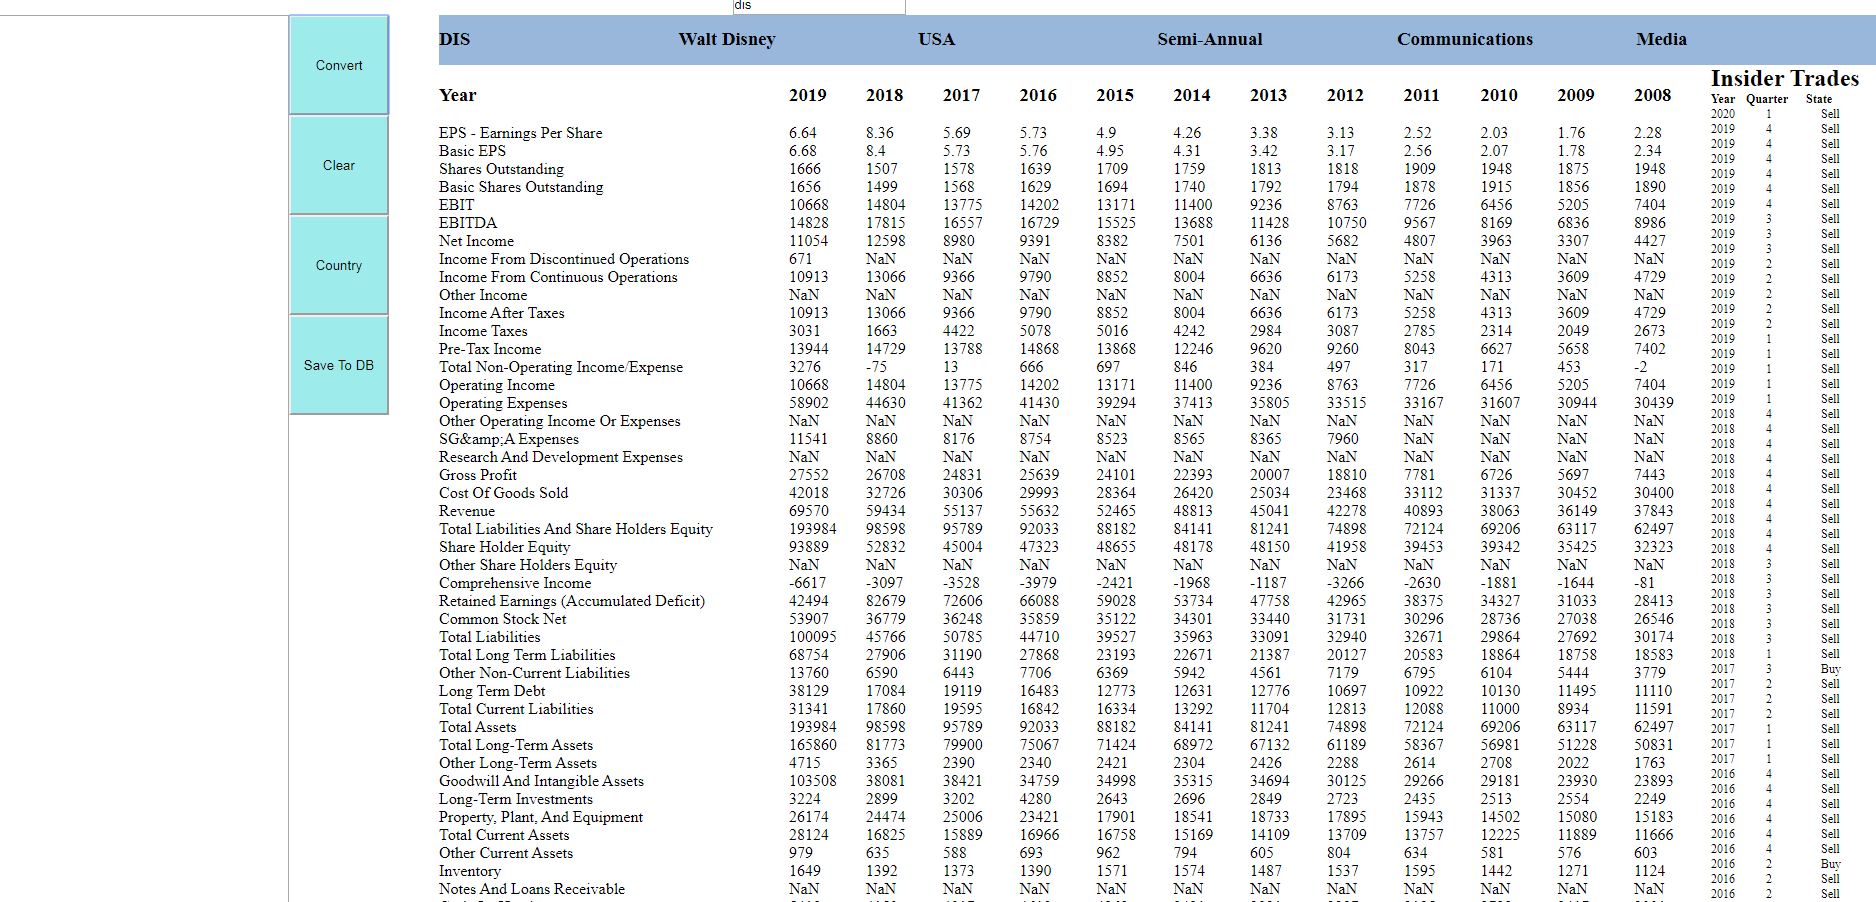 dis
Convert
Clear
Country
Save To DB
DIS Walt Disney USA Semi-Annual Communications Media
Year 2019 2018 2017 2016 2015 2014 2013 2012 2011 2010 2009 2008
EPS - Earnings Per Share 6.64 8.36 5.69 5.73 4.9 4.26 3.38 3.13 2.52 2.03 1.76 2.28
Basic EPS 6.68 8.4 5.73 5.76 4.95 4.31 3.42 3.17 2.56 2.07 1.78 2.34
Shares Outstanding 1666 1507 1578 1639 1709 1759 1813 1818 1909 1948 1875 1948
Basic Shares Outstanding 1656 1499 1568 1629 1694 1740 1792 1794 1878 1915 1856 1890
EBIT 10668 14804 13775 14202 13171 11400 9236 8763 7726 6456 5205 7404
EBITDA 14828 17815 16557 16729 15525 13688 11428 10750 9567 8169 6836 8986
Net Income 11054 12598 8980 9391 8382 7501 6136 5682 4807 3963 3307 4427
Income From Discontinued Operations 671 NaN NaN NaN NaN NaN NaN NaN NaN NaN NaN NaN
Income From Continuous Operations 10913 13066 9366 9790 8852 8004 6636 6173 5258 4313 3609 4729
Other Income NaN NaN NaN NaN NaN NaN NaN NaN NaN NaN NaN NaN
Income After Taxes 10913 13066 9366 9790 8852 8004 6636 6173 5258 4313 3609 4729
Income Taxes 3031 1663 4422 5078 5016 4242 2984 3087 2785 2314 2049 2673
Pre-Tax Income 13944 14729 13788 14868 13868 12246 9620 9260 8043 6627 5658 7402
Total Non-Operating Income/Expense 3276 -75 13 666 697 846 384 497 317 171 453 -2
Operating Income 10668 14804 13775 14202 13171 11400 9236 8763 7726 6456 5205 7404
Operating Expenses 58902 44630 41362 41430 39294 37413 35805 33515 33167 31607 30944 30439
Other Operating Income Or Expenses NaN NaN NaN NaN NaN NaN NaN NaN NaN NaN NaN NaN
SG&amp;A Expenses 11541 8860 8176 8754 8523 8565 8365 7960 NaN NaN NaN NaN
Research And Development Expenses NaN NaN NaN NaN NaN NaN NaN NaN NaN NaN NaN NaN
Gross Profit 27552 26708 24831 25639 24101 22393 20007 18810 7781 6726 5697 7443
Cost Of Goods Sold 42018 32726 30306 29993 28364 26420 25034 23468 33112 31337 30452 30400
Revenue 69570 59434 55137 55632 52465 48813 45041 42278 40893 38063 36149 37843
Total Liabilities And Share Holders Equity 193984 98598 95789 92033 88182 84141 81241 74898 72124 69206 63117 62497
Share Holder Equity 93889 52832 45004 47323 48655 48178 48150 41958 39453 39342 35425 32323
Other Share Holders Equity NaN NaN NaN NaN NaN NaN NaN NaN NaN NaN NaN NaN
Comprehensive Income -6617 -3097 -3528 -3979 -2421 -1968 -1187 -3266 -2630 -1881 -1644 -81
Retained Earnings (Accumulated Deficit) 42494 82679 72606 66088 59028 53734 47758 42965 38375 34327 31033 28413
Common Stock Net 53907 36779 36248 35859 35122 34301 33440 31731 30296 28736 27038 26546
Total Liabilities 100095 45766 50785 44710 39527 35963 33091 32940 32671 29864 27692 30174
Total Long Term Liabilities 68754 27906 31190 27868 23193 22671 21387 20127 20583 18864 18758 18583
Other Non-Current Liabilities 13760 6590 6443 7706 6369 5942 4561 7179 6795 6104 5444 3779
Long Term Debt 38129 17084 19119 16483 12773 12631 12776 10697 10922 10130 11495 11110
Total Current Liabilities 31341 17860 19595 16842 16334 13292 11704 12813 12088 11000 8934 11591
Total Assets 193984 98598 95789 92033 88182 84141 81241 74898 72124 69206 63117 62497
Total Long-Term Assets 165860 81773 79900 75067 71424 68972 67132 61189 58367 56981 51228 50831
Other Long-Term Assets 4715 3365 2390 2340 2421 2304 2426 2288 2614 2708 2022 1763
Goodwill And Intangible Assets 103508 38081 38421 34759 34998 35315 34694 30125 29266 29181 23930 23893
Long-Term Investments 3224 2899 3202 4280 2643 2696 2849 2723 2435 2513 2554 2249
Property, Plant, And Equipment 26174 24474 25006 23421 17901 18541 18733 17895 15943 14502 15080 15183
Total Current Assets 28124 16825 15889 16966 16758 15169 14109 13709 13757 12225 11889 11666
Other Current Assets 979 635 588 693 962 794 605 804 634 581 576 603
Inventory 1649 1392 1373 1390 1571 1574 1487 1537 1595 1442 1271 1124
Notes And Loans Receivable NaN NaN NaN NaN NaN NaN NaN NaN NaN NaN NaN NaN
Insider Trades
Year Quarter State
2020 1 Sell
2019 4 Sell
2019 4 Sell
2019 4 Sell
2019 4 Sell
2019 4 Sell
2019 4 Sell
2019 3 Sell
2019 3 Sell
2019 3 Sell
2019 2 Sell
2019 2 Sell
2019 2 Sell
2019 2 Sell
2019 2 Sell
2019 1 Sell
2019 1 Sell
2019 1 Sell
2019 1 Sell
2019 1 Sell
2018 4 Sell
2018 4 Sell
2018 4 Sell
2018 4 Sell
2018 4 Sell
2018 4 Sell
2018 4 Sell
2018 4 Sell
2018 4 Sell
2018 4 Sell
2018 3 Sell
2018 3 Sell
2018 3 Sell
2018 3 Sell
2018 3 Sell
2018 3 Sell
2018 1 Sell
2017 3 Buy
2017 2 Sell
2017 2 Sell
2017 2 Sell
2017 1 Sell
2017 1 Sell
2017 1 Sell
2016 4 Sell
2016 4 Sell
2016 4 Sell
2016 4 Sell
2016 4 Sell
2016 4 Sell
2016 2 Buy
2016 2 Sell
2016 2 Sell